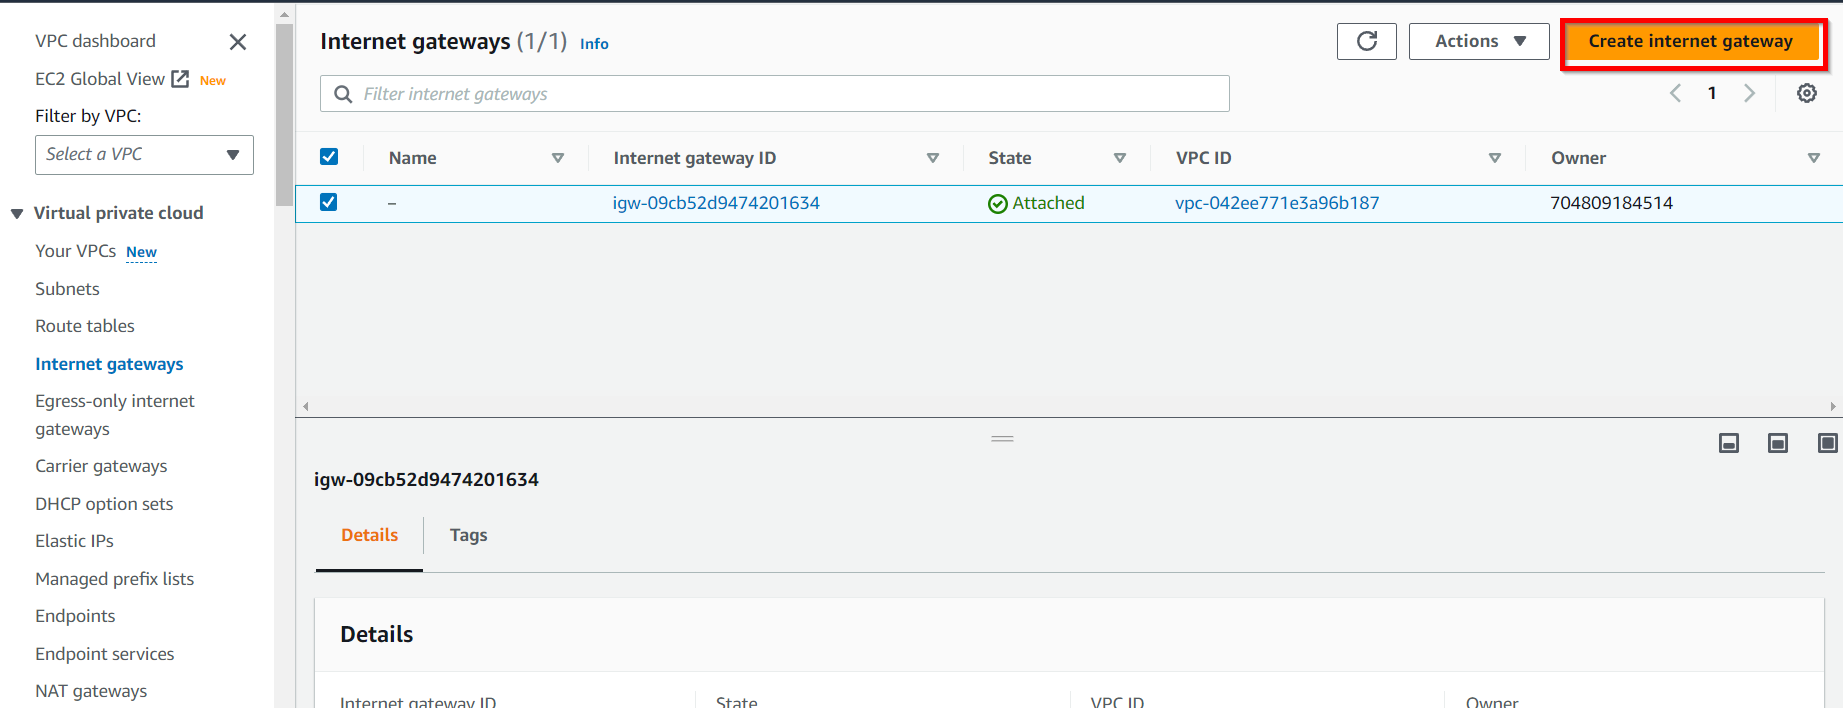 VPC dashboard
EC2 Global View New
Filter by VPC:
Select a VPC
Virtual private cloud
Your VPCs New
Subnets
Route tables
Internet gateways
Egress-only internet
gateways
Carrier gateways
DHCP option sets
Elastic IPs
Managed prefix lists
Endpoints
Endpoint services
NAT gateways
Internet gateways (1/1) Info
Actions
Create internet gateway
Filter internet gateways
1
Name Internet gateway ID State VPC ID Owner
– igw-09cb52d9474201634 Attached vpc-042ee771e3a96b187 704809184514
igw-09cb52d9474201634
Details Tags
Details
Internet gateway ID State VPC ID Owner